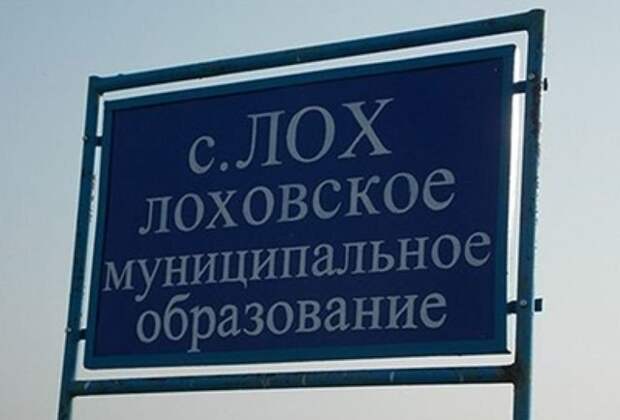 с.ЛОХ
ЛОХОВСКОЕ
муниципальное
образование